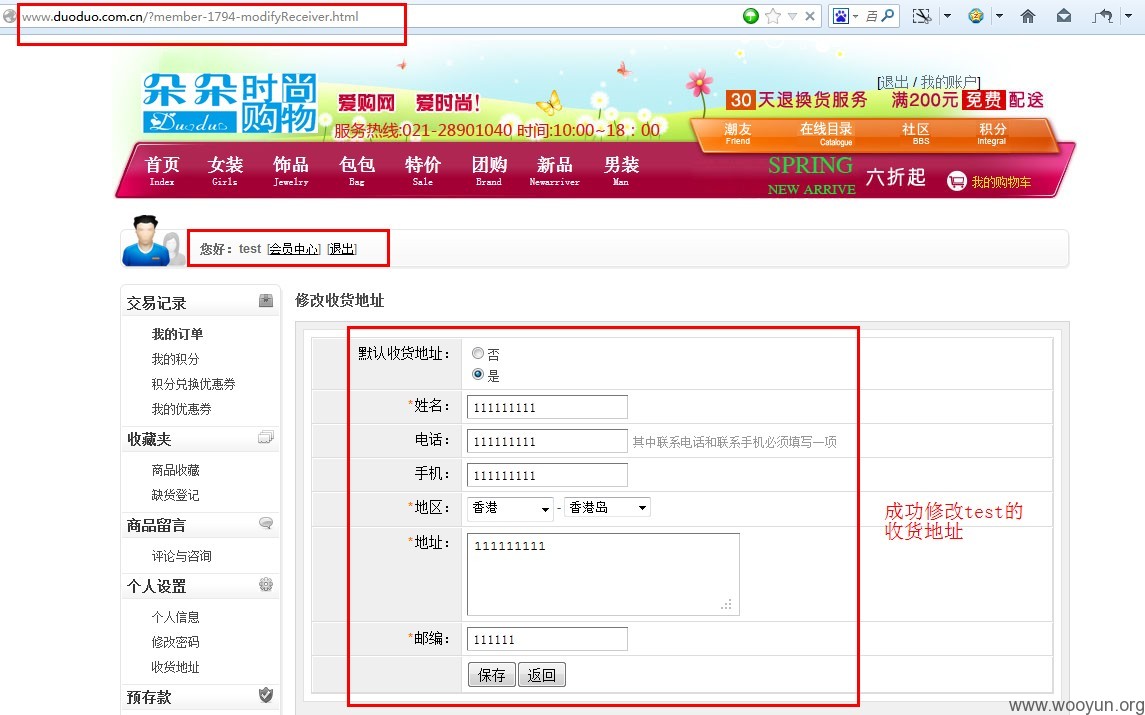 www.duoduo.com.cn/?member-1794-modifyReceiver.html
百
[退出 / 我的账户]
朵朵时尚购物
Duoduo
爱购网 爱时尚!
30天退换货服务 满200元免费配送
服务热线:021-28901040 时间:10:00~18：00
潮友 在线目录 社区 积分
Friend Catalogue BBS Integral
首页 女装 饰品 包包 特价 团购 新品 男装
Index Girls Jewelry Bag Sale Brand Newarriver Man
SPRING
NEW ARRIVE
六折起
我的购物车
您好：test [会员中心] [退出]
交易记录
我的订单
我的积分
积分兑换优惠券
我的优惠券
收藏夹
商品收藏
缺货登记
商品留言
评论与咨询
个人设置
个人信息
修改密码
收货地址
预存款
修改收货地址
默认收货地址： 否
是
*姓名： 111111111
电话： 111111111 其中联系电话和联系手机必须填写一项
手机： 111111111
*地区： 香港 - 香港岛
*地址： 111111111
*邮编： 111111
保存 返回
成功修改test的
收货地址
www.wooyun.org